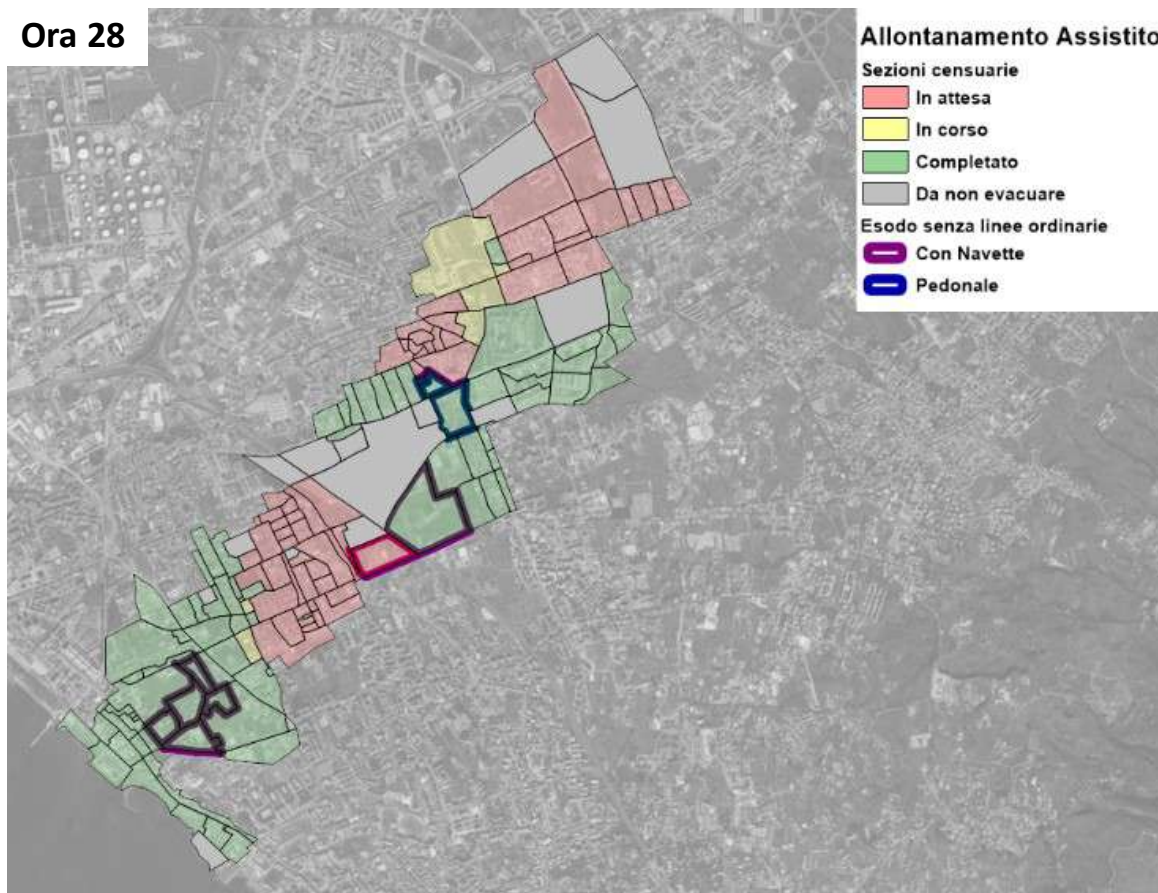 Ora 28
Allontanamento Assistito
Sezioni censuarie
In attesa
In corso
Completato
Da non evacuare
Esodo senza linee ordinarie
Con Navette
Pedonale